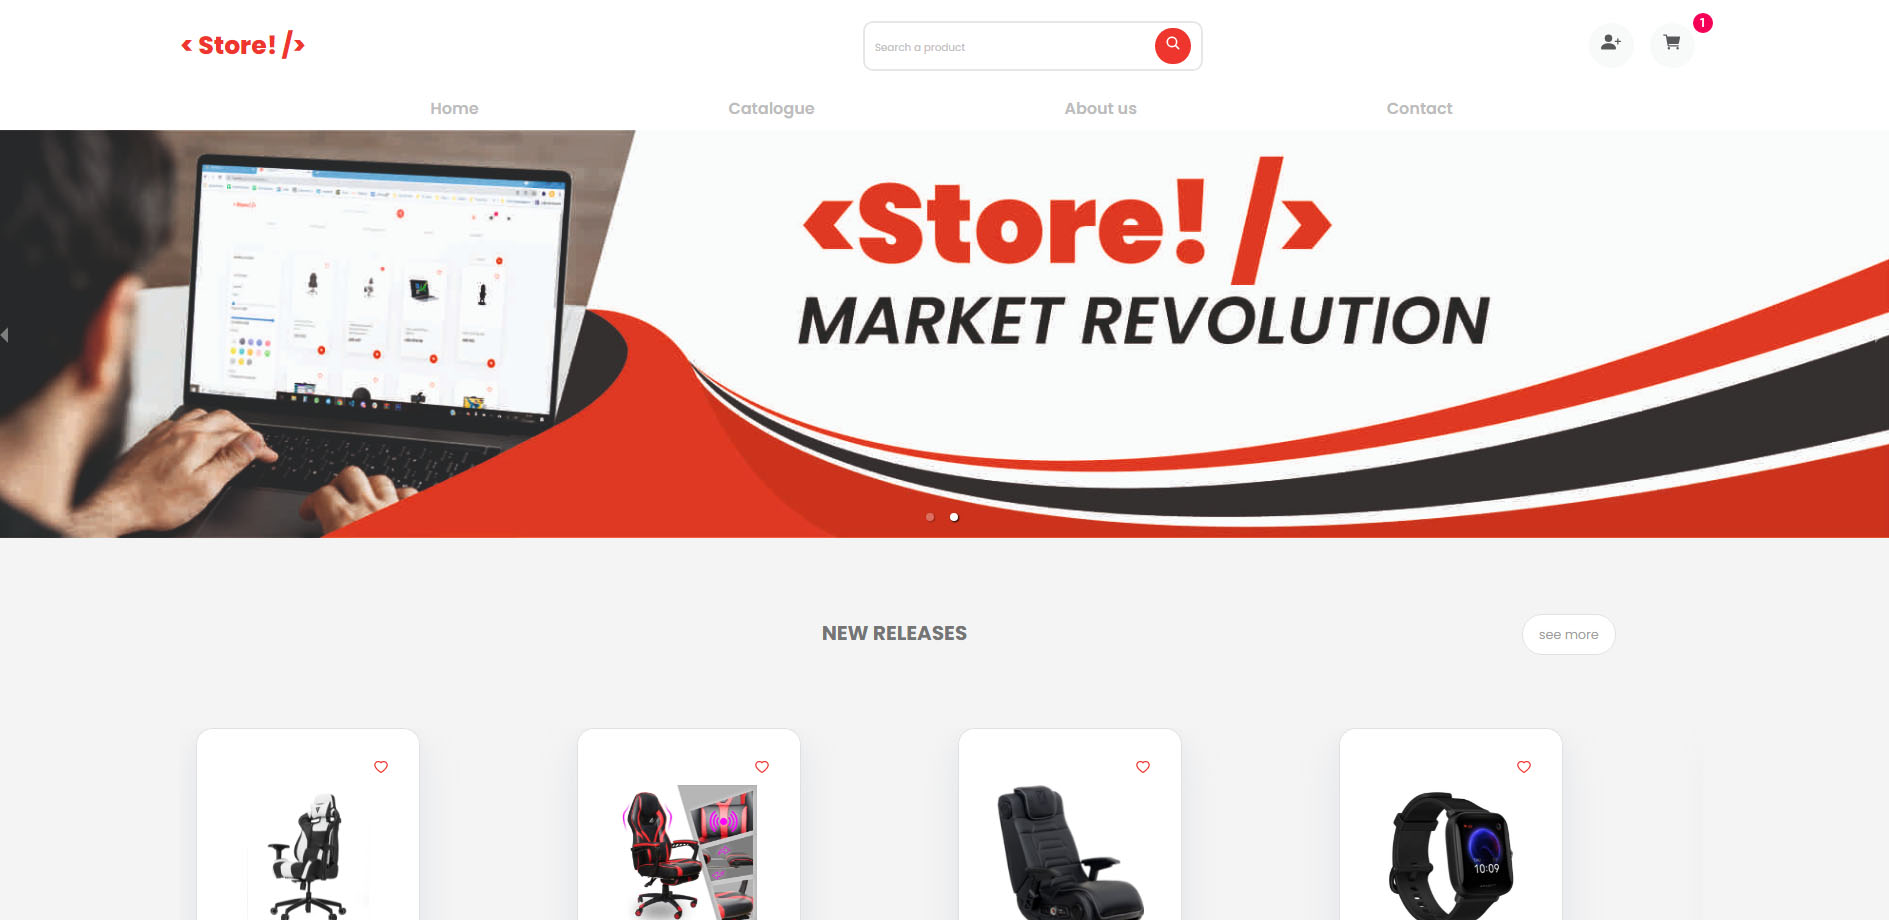 < Store! />
Search a product
1
Home
Catalogue
About us
Contact
<Store! />
MARKET REVOLUTION
NEW RELEASES
see more
10:09